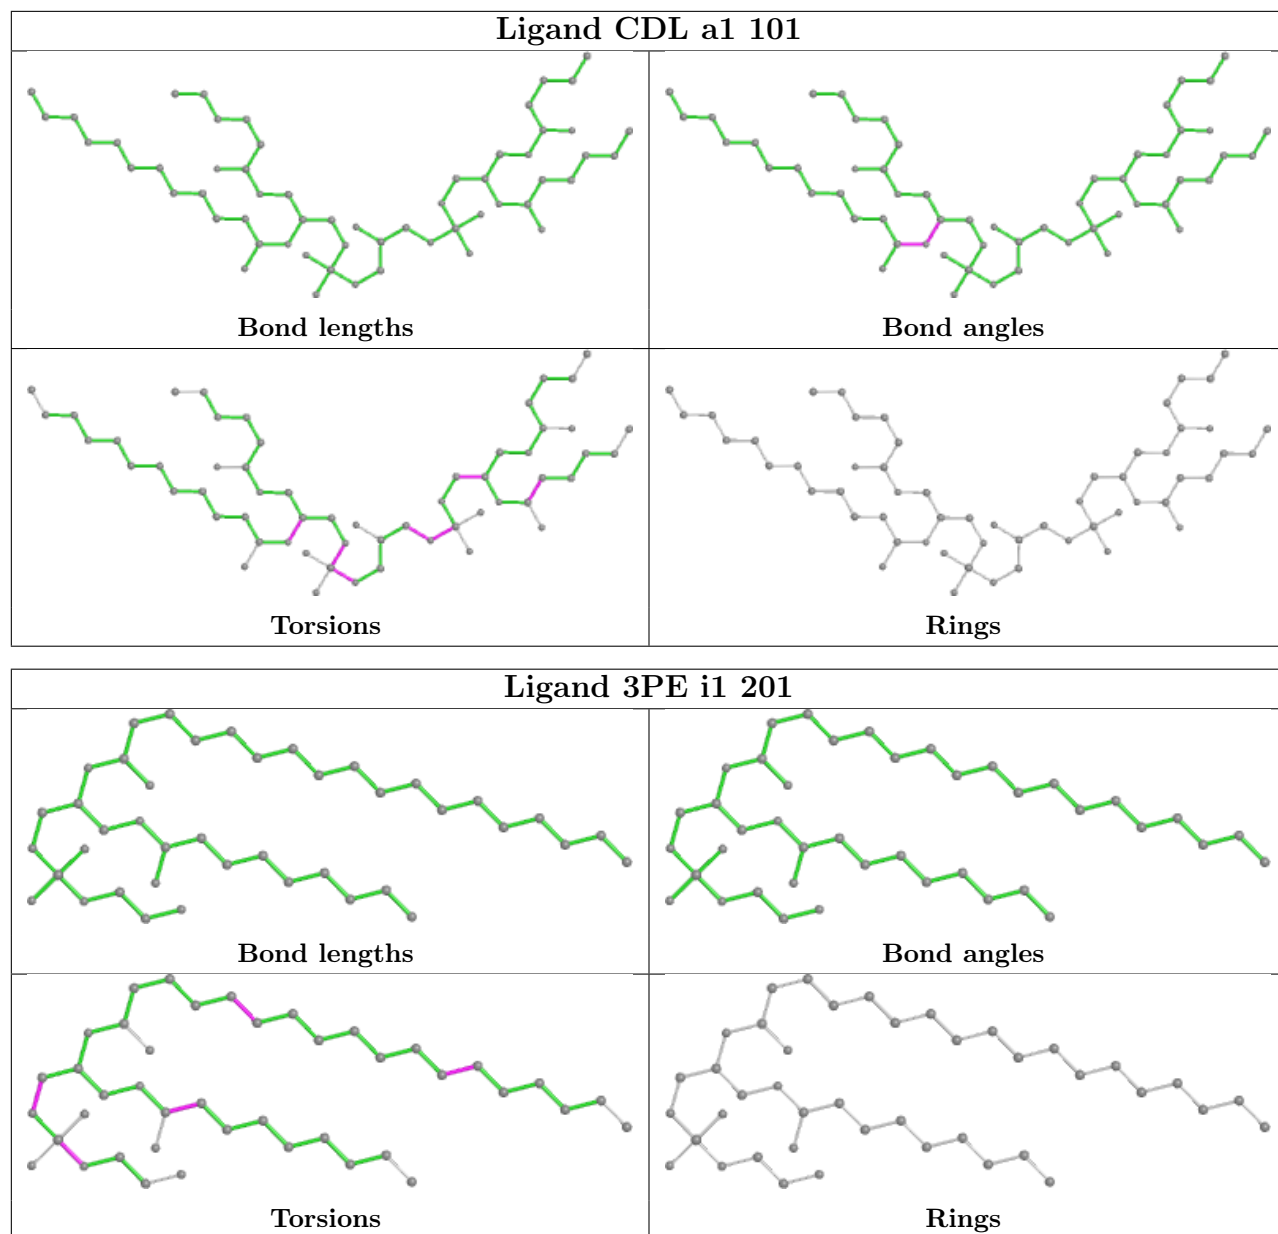 Ligand CDL a1 101
Bond lengths
Bond angles
Torsions
Rings
Ligand 3PE i1 201
Bond lengths
Bond angles
Torsions
Rings